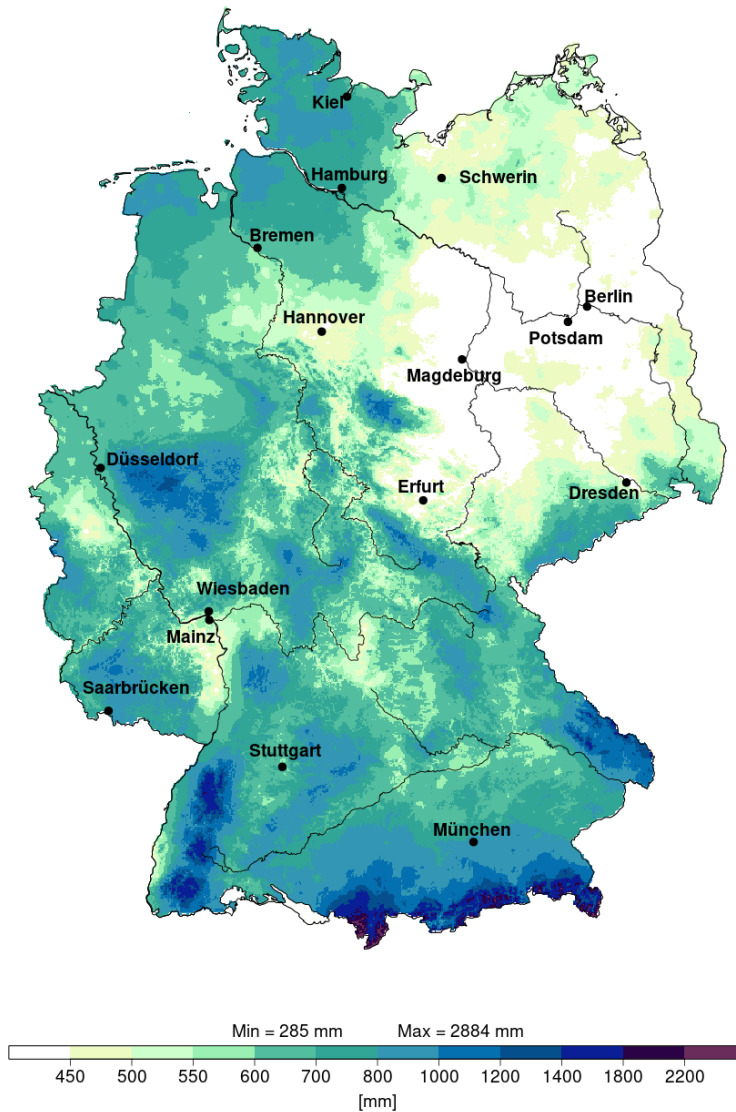 Kiel
Hamburg
Schwerin
Bremen
Berlin
Hannover
Potsdam
Magdeburg
Düsseldorf
Erfurt
Dresden
Wiesbaden
Mainz
Saarbrücken
Stuttgart
München
Min = 285 mm Max = 2884 mm
450 500 550 600 700 800 1000 1200 1400 1800 2200
[mm]